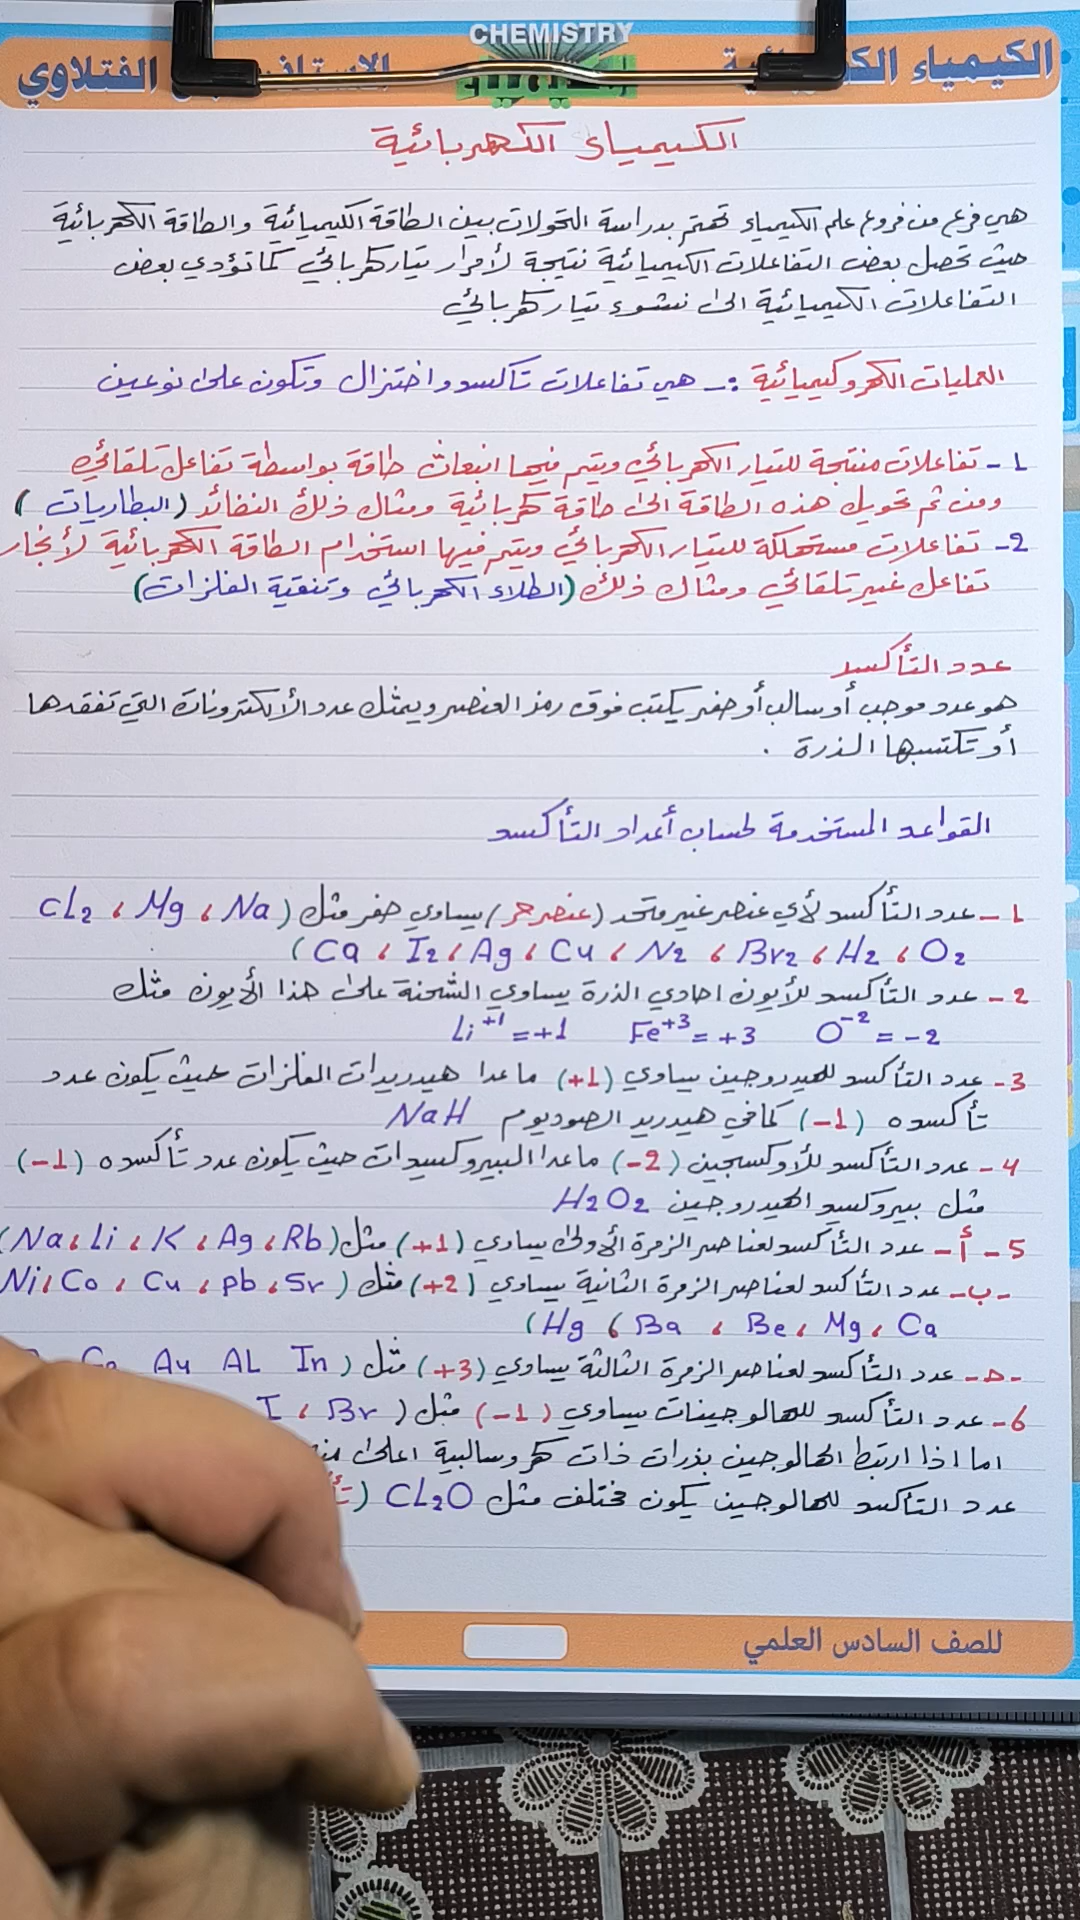 CHEMISTRY
الكيمياء
الفتلاوي
الكيمياء الكهربائية
هي فرع من فروع علم الكيمياء تهتم بدراسة التحولات بين الطاقة الكيميائية والطاقة الكهربائية
حيث تحصل بعض التفاعلات الكيميائية نتيجة لأمرار تيار كهربائي كما تؤدي بعض
التفاعلات الكيميائية الى نشوء تيار كهربائي
العمليات الكهروكيميائية :- هي تفاعلات تأكسد واختزال وتكون على نوعين
1- تفاعلات منتجة للتيار الكهربائي ويتم فيها انبعاث طاقة بواسطة تفاعل تلقائي
ومن ثم تحويل هذه الطاقة الى طاقة كهربائية ومثال ذلك النضائد (البطاريات)
2- تفاعلات مستهلكة للتيار الكهربائي ويتم فيها استخدام الطاقة الكهربائية لأنجاز
تفاعل غير تلقائي ومثال ذلك (الطلاء الكهربائي وتنقية الفلزات)
عدد التأكسد
هو عدد موجب أو سالب أو صفر يكتب فوق رمز العنصر ويمثل عدد الألكترونات التي تفقدها
أو تكتسبها الذرة .
القواعد المستخدمة لحساب أعداد التأكسد
1- عدد التأكسد لأي عنصر غير متحد (عنصر حر) يساوي صفر مثل (Na ، Mg ، CL2
O2 ، H2 ، Br2 ، N2 ، Cu ، Ag ، I2 ، Ca)
2- عدد التأكسد للأيون احادي الذرة يساوي الشحنة على هذا الأيون مثل
Li+1 = +1 Fe+3 = +3 O-2 = -2
3- عدد التأكسد للهيدروجين يساوي (+1) ما عدا هيدريدات الفلزات حيث يكون عدد
تأكسده (-1) كما في هيدريد الصوديوم NaH
4- عدد التأكسد للأوكسجين (-2) ماعدا البيروكسيدات حيث يكون عدد تأكسده (-1)
مثل بيروكسيد الهيدروجين H2O2
5- أ- عدد التأكسد لعناصر الزمرة الأولى يساوي (+1) مثل (Rb ، Ag ، K ، Li ، Na)
-ب- عدد التأكسد لعناصر الزمرة الثانية يساوي (+2) مثل (Sr ، Pb ، Cu ، Co ، Ni
Ca ، Mg ، Be ، Ba ، Hg)
-ح- عدد التأكسد لعناصر الزمرة الثالثة يساوي (+3) مثل (In AL Au
6- عدد التأكسد للهالوجينات يساوي (-1) مثل (Br ، I
اما اذا ارتبط الهالوجين بذرات ذات كهروسالبية اعلى
عدد التأكسد للهالوجين يكون مختلف مثل CL2O
للصف السادس العلمي